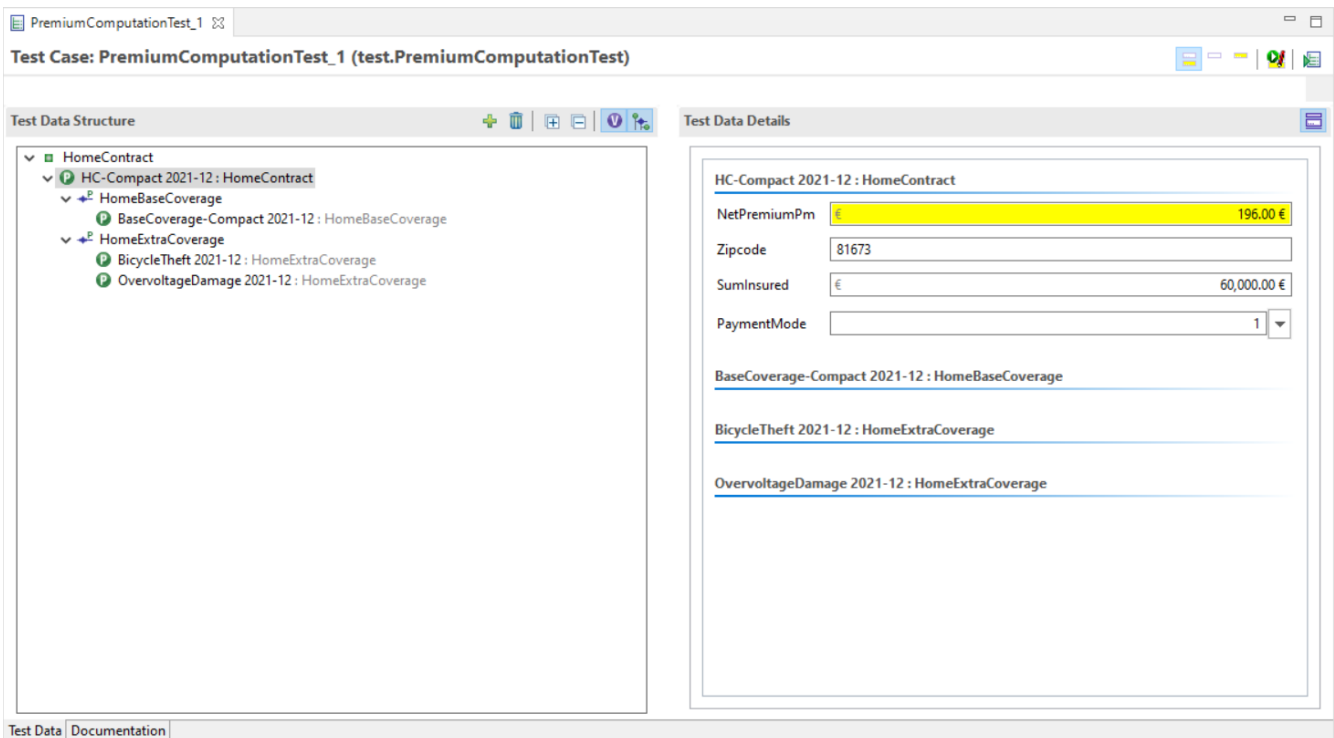 PremiumComputationTest_1
Test Case: PremiumComputationTest_1 (test.PremiumComputationTest)
Test Data Structure
V
HomeContract
P HC-Compact 2021-12 : HomeContract
P HomeBaseCoverage
P BaseCoverage-Compact 2021-12 : HomeBaseCoverage
P HomeExtraCoverage
P BicycleTheft 2021-12 : HomeExtraCoverage
P OvervoltageDamage 2021-12 : HomeExtraCoverage
Test Data Details
HC-Compact 2021-12 : HomeContract
NetPremiumPm € 196.00 €
Zipcode 81673
SumInsured € 60,000.00 €
PaymentMode 1
BaseCoverage-Compact 2021-12 : HomeBaseCoverage
BicycleTheft 2021-12 : HomeExtraCoverage
OvervoltageDamage 2021-12 : HomeExtraCoverage
Test Data Documentation